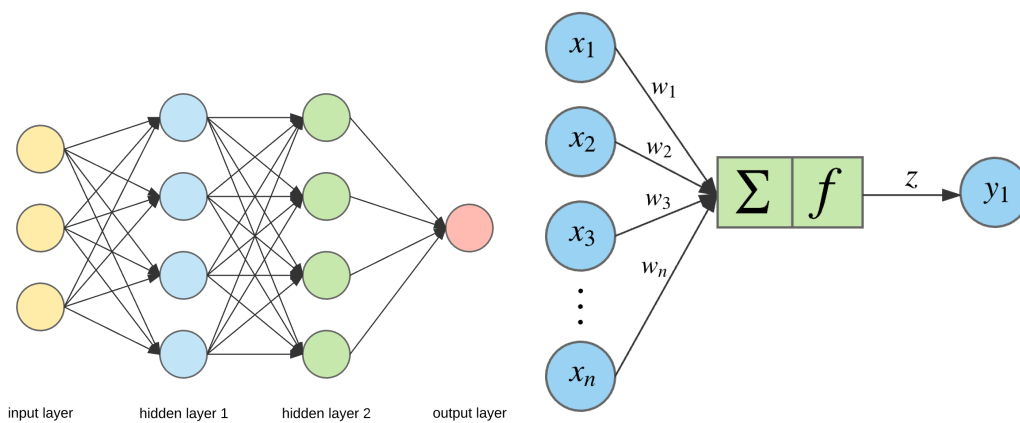 input layer
hidden layer 1
hidden layer 2
output layer
x₁
w₁
x₂
w₂
x₃
w₃
wₙ
xₙ
Σ
f
z
y₁